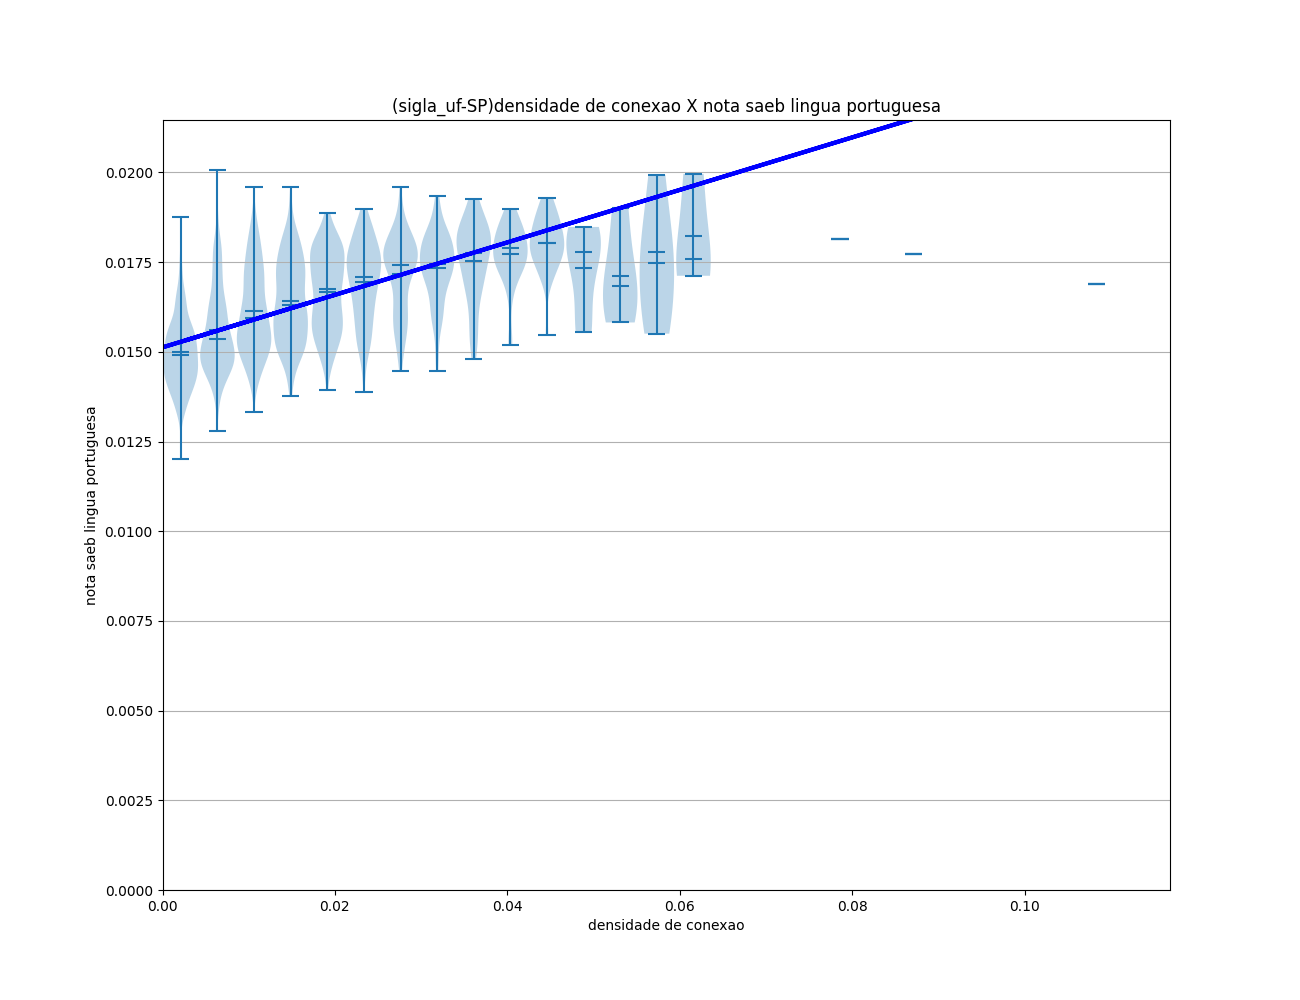 (sigla_uf-SP)densidade de conexao X nota saeb lingua portuguesa
nota saeb lingua portuguesa
0.0200
0.0175
0.0150
0.0125
0.0100
0.0075
0.0050
0.0025
0.0000
0.00 0.02 0.04 0.06 0.08 0.10
densidade de conexao